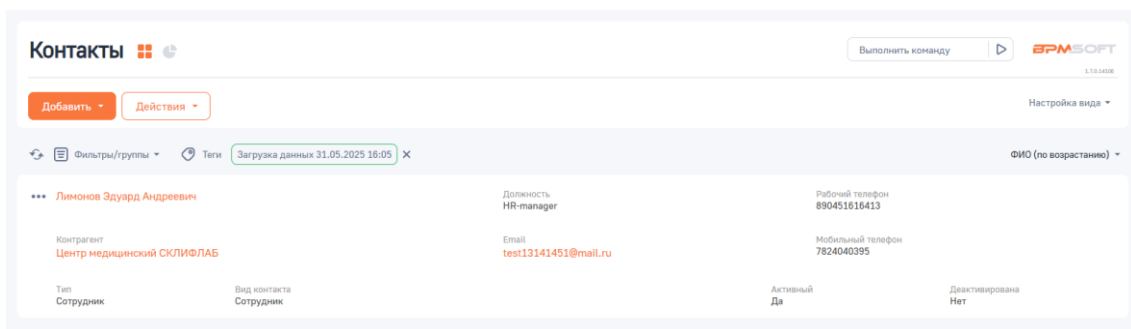 Контакты
Выполнить команду
BPMSOFT
1.7.0.14106
Добавить
Действия
Настройка вида
Фильтры/группы
Теги
Загрузка данных 31.05.2025 16:05
ФИО (по возрастанию)
Лимонов Эдуард Андреевич
Должность
HR-manager
Рабочий телефон
890451616413
Контрагент
Центр медицинский СКЛИФЛАБ
Email
test13141451@mail.ru
Мобильный телефон
7824040395
Тип
Сотрудник
Вид контакта
Сотрудник
Активный
Да
Деактивирована
Нет